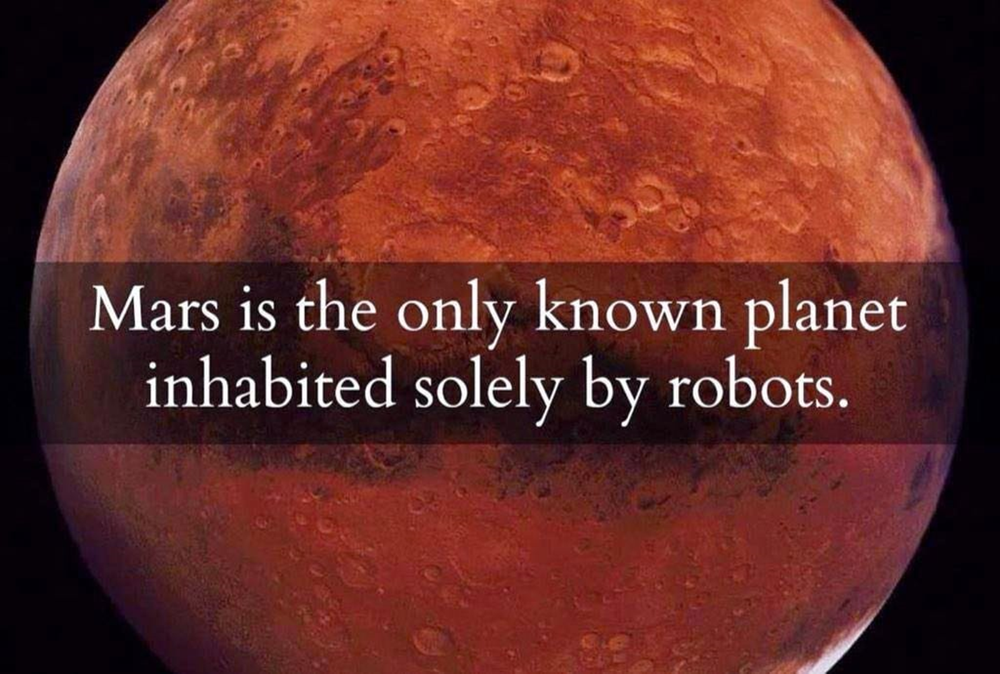 Mars is the only known planet
inhabited solely by robots.